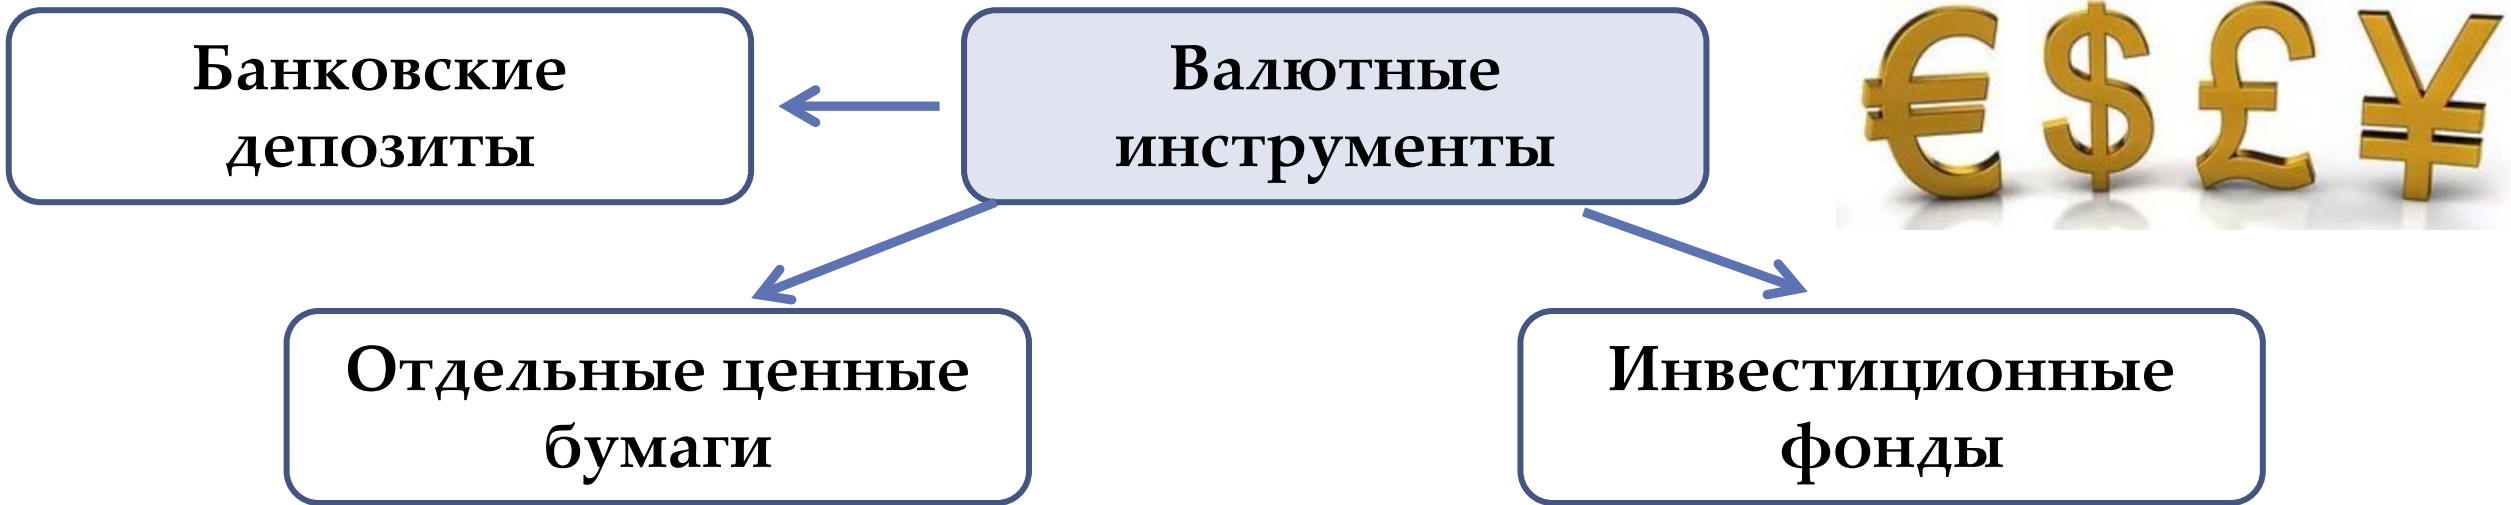 Банковские
депозиты
Валютные
инструменты
€ $ £ ¥
Отдельные ценные
бумаги
Инвестиционные
фонды